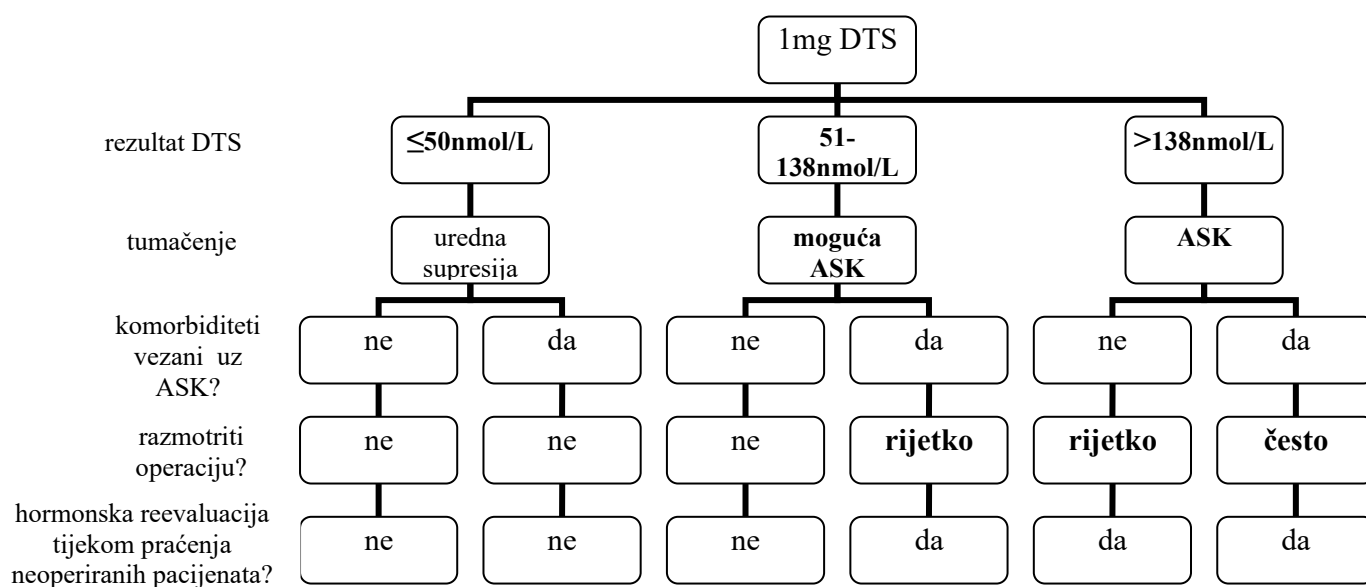 1mg DTS
rezultat DTS
≤50nmol/L
51-
138nmol/L
>138nmol/L
tumačenje
uredna
supresija
moguća
ASK
ASK
komorbiditeti
vezani uz
ASK?
ne
da
ne
da
ne
da
razmotriti
operaciju?
ne
ne
ne
rijetko
rijetko
često
hormonska reevaluacija
tijekom praćenja
neoperiranih pacijenata?
ne
ne
ne
da
da
da